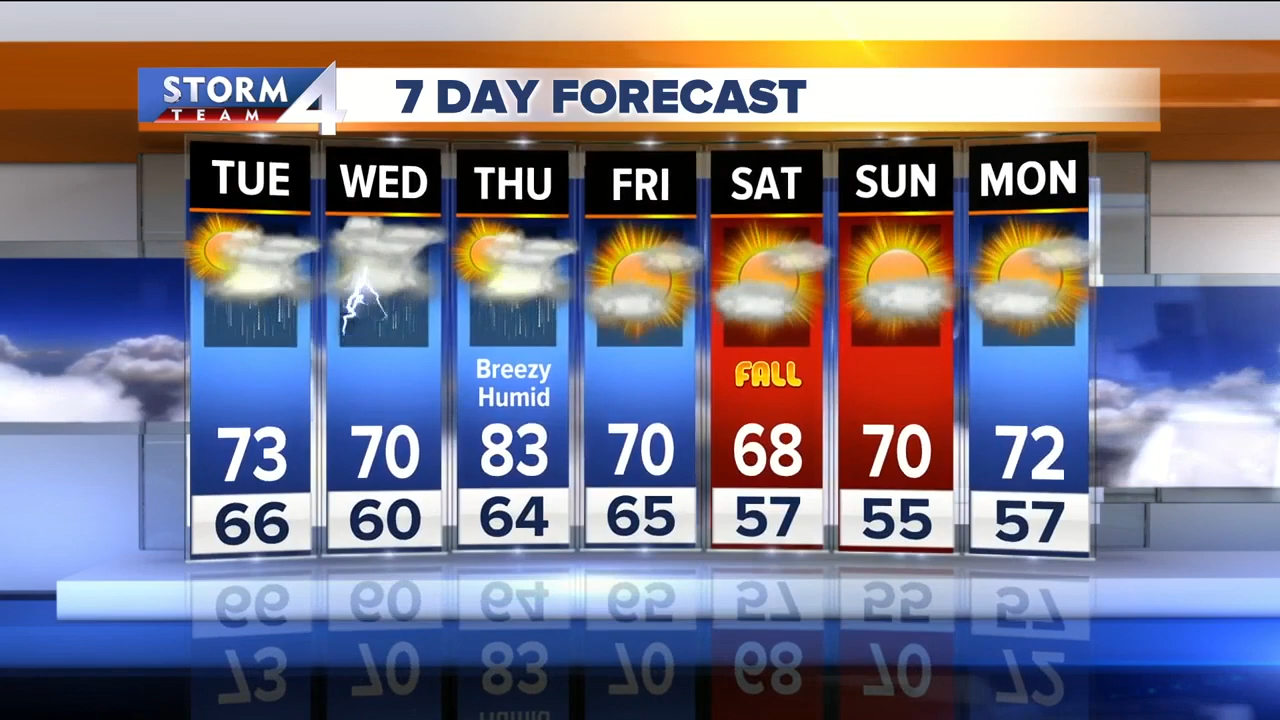 STORM
TEAM 4
7 DAY FORECAST
TUE WED THU FRI SAT SUN MON
Breezy
Humid
FALL
73 70 83 70 68 70 72
66 60 64 65 57 55 57